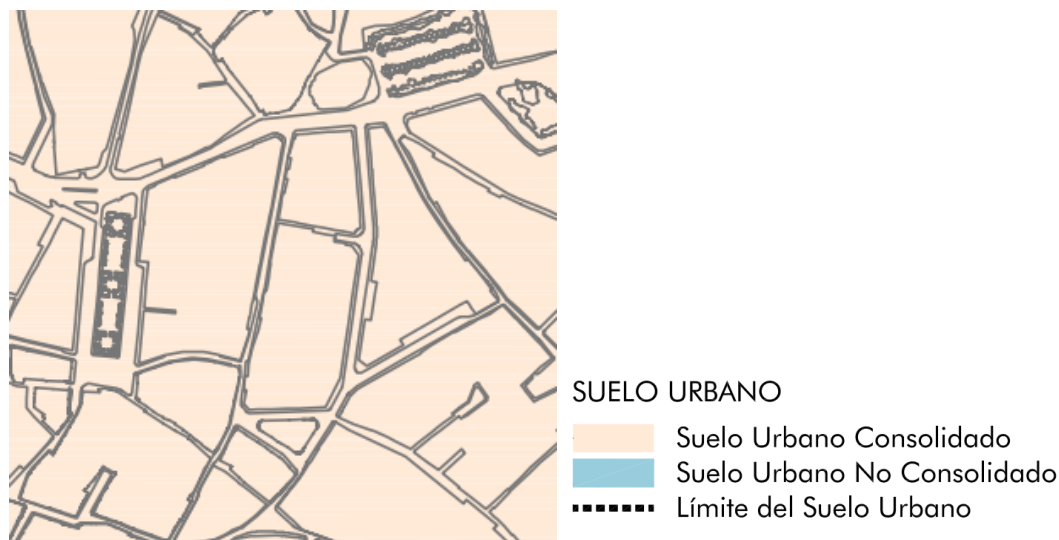 SUELO URBANO
Suelo Urbano Consolidado
Suelo Urbano No Consolidado
Límite del Suelo Urbano